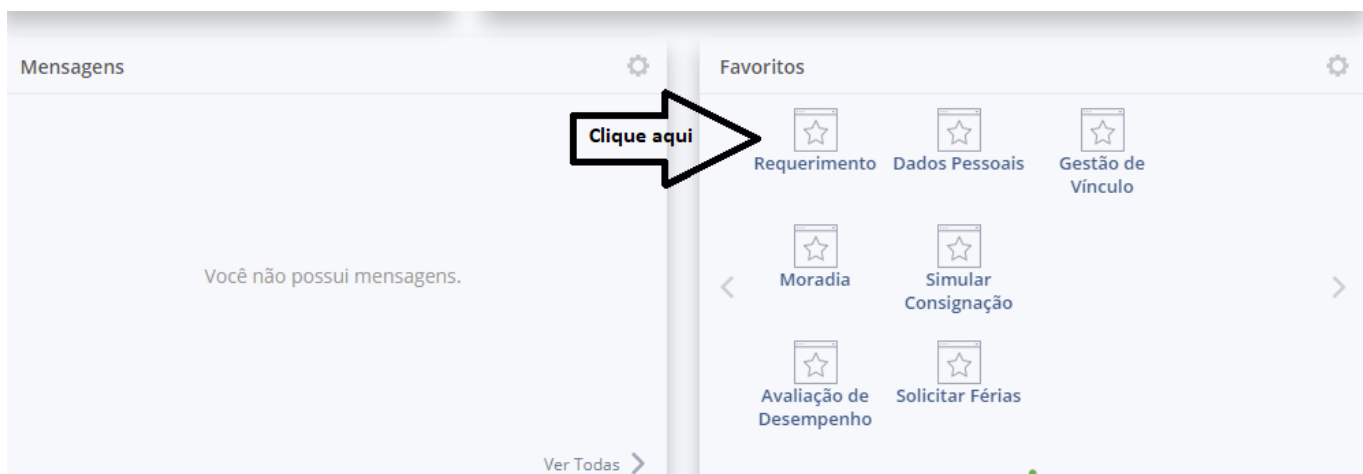 Mensagens
Favoritos
Clique aqui
Requerimento
Dados Pessoais
Gestão de
Vínculo
Você não possui mensagens.
Moradia
Simular
Consignação
Avaliação de
Desempenho
Solicitar Férias
Ver Todas